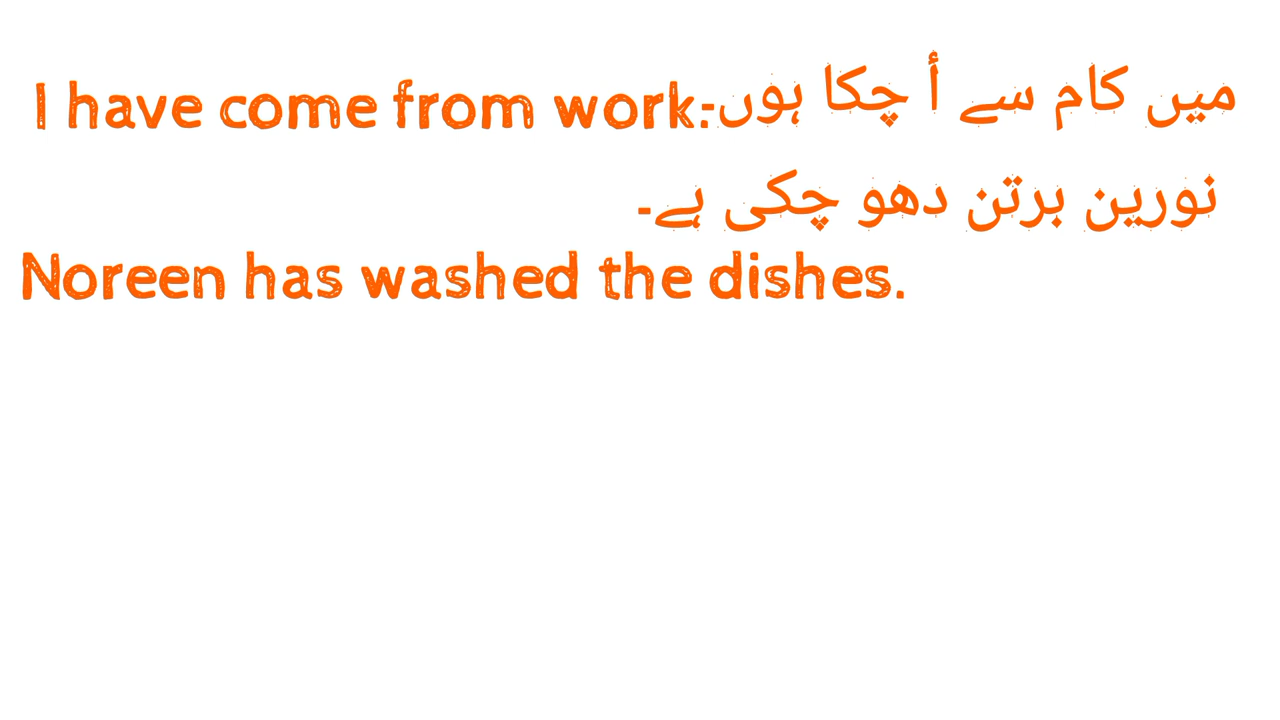 I have come from work. میں کام سے أ چکا ہوں۔
نورین برتن دھو چکی ہے۔
Noreen has washed the dishes.